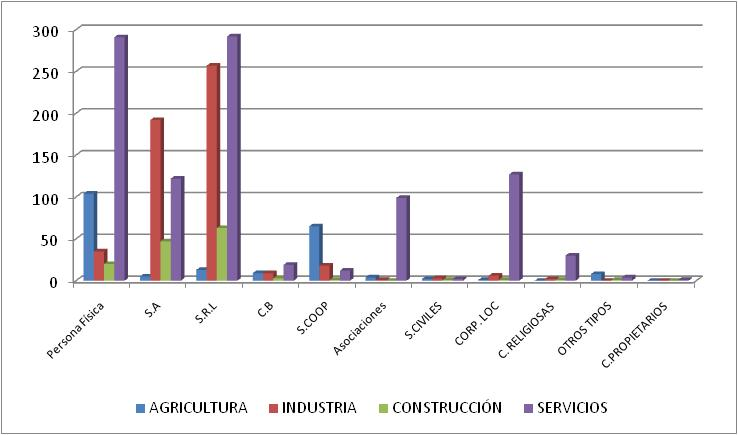 300
250
200
150
100
50
0
Persona Física
S.A
S.R.L
C.B
S.COOP
Asociaciones
S.CIVILES
CORP. LOC
C. RELIGIOSAS
OTROS TIPOS
C.PROPIETARIOS
AGRICULTURA INDUSTRIA CONSTRUCCIÓN SERVICIOS